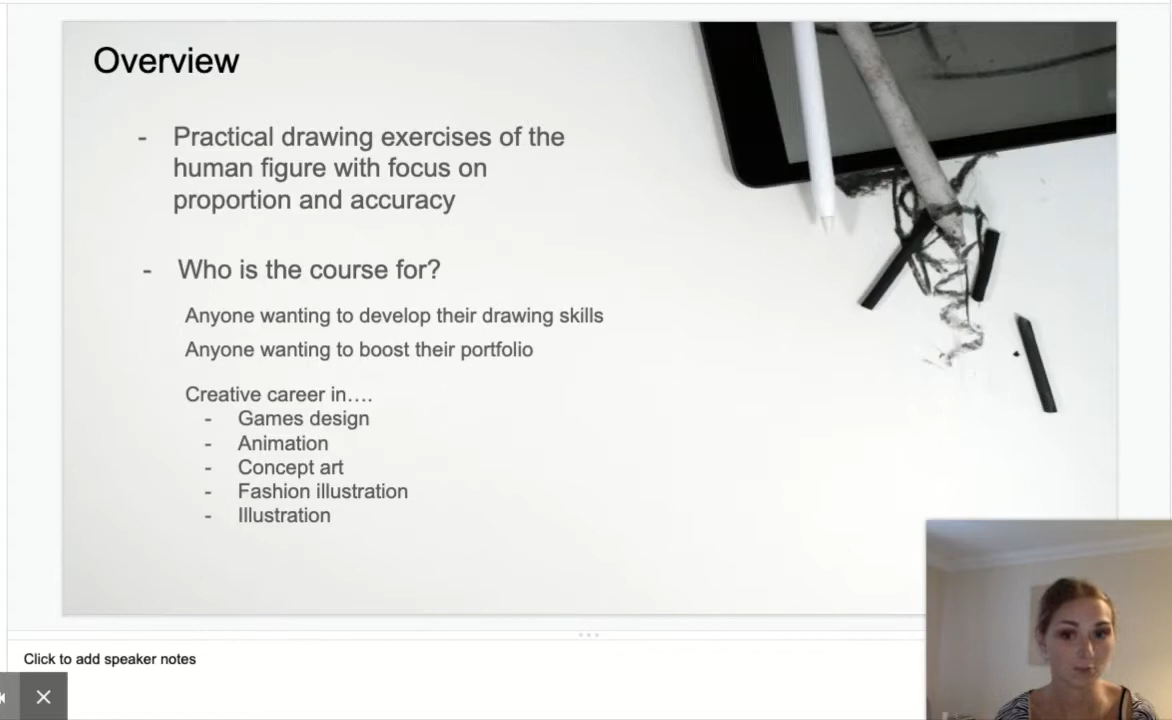 Overview
- Practical drawing exercises of the
human figure with focus on
proportion and accuracy
- Who is the course for?
Anyone wanting to develop their drawing skills
Anyone wanting to boost their portfolio
Creative career in….
- Games design
- Animation
- Concept art
- Fashion illustration
- Illustration
Click to add speaker notes